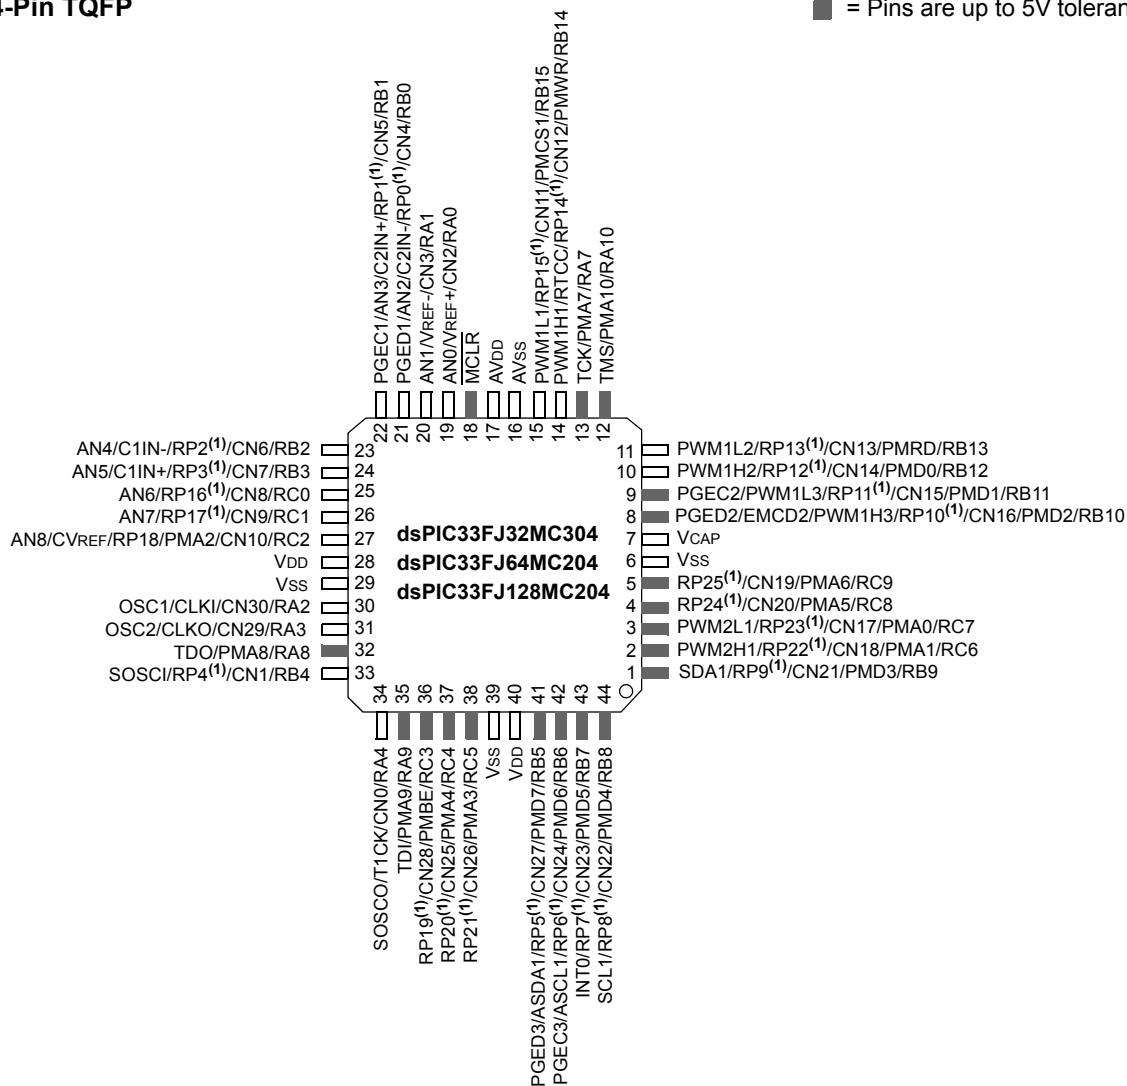 4-Pin TQFP
= Pins are up to 5V toleran
PGEC1/AN3/C2IN+/RP1(1)/CN5/RB1
PGED1/AN2/C2IN-/RP0(1)/CN4/RB0
AN1/VREF-/CN3/RA1
AN0/VREF+/CN2/RA0
MCLR
AVDD
AVSS
PWM1L1/RP15(1)/CN11/PMCS1/RB15
PWM1H1/RTCC/RP14(1)/CN12/PMWR/RB14
TCK/PMA7/RA7
TMS/PMA10/RA10
22 21 20 19 18 17 16 15 14 13 12
AN4/C1IN-/RP2(1)/CN6/RB2 23
AN5/C1IN+/RP3(1)/CN7/RB3 24
AN6/RP16(1)/CN8/RC0 25
AN7/RP17(1)/CN9/RC1 26
AN8/CVREF/RP18/PMA2/CN10/RC2 27
VDD 28
VSS 29
OSC1/CLKI/CN30/RA2 30
OSC2/CLKO/CN29/RA3 31
TDO/PMA8/RA8 32
SOSCI/RP4(1)/CN1/RB4 33
dsPIC33FJ32MC304
dsPIC33FJ64MC204
dsPIC33FJ128MC204
11 PWM1L2/RP13(1)/CN13/PMRD/RB13
10 PWM1H2/RP12(1)/CN14/PMD0/RB12
9 PGEC2/PWM1L3/RP11(1)/CN15/PMD1/RB11
8 PGED2/EMCD2/PWM1H3/RP10(1)/CN16/PMD2/RB10
7 VCAP
6 VSS
5 RP25(1)/CN19/PMA6/RC9
4 RP24(1)/CN20/PMA5/RC8
3 PWM2L1/RP23(1)/CN17/PMA0/RC7
2 PWM2H1/RP22(1)/CN18/PMA1/RC6
1 SDA1/RP9(1)/CN21/PMD3/RB9
34 35 36 37 38 39 40 41 42 43 44
SOSCO/T1CK/CN0/RA4
TDI/PMA9/RA9
RP19(1)/CN28/PMBE/RC3
RP20(1)/CN25/PMA4/RC4
RP21(1)/CN26/PMA3/RC5
VSS
VDD
PGED3/ASDA1/RP5(1)/CN27/PMD7/RB5
PGEC3/ASCL1/RP6(1)/CN24/PMD6/RB6
INT0/RP7(1)/CN23/PMD5/RB7
SCL1/RP8(1)/CN22/PMD4/RB8